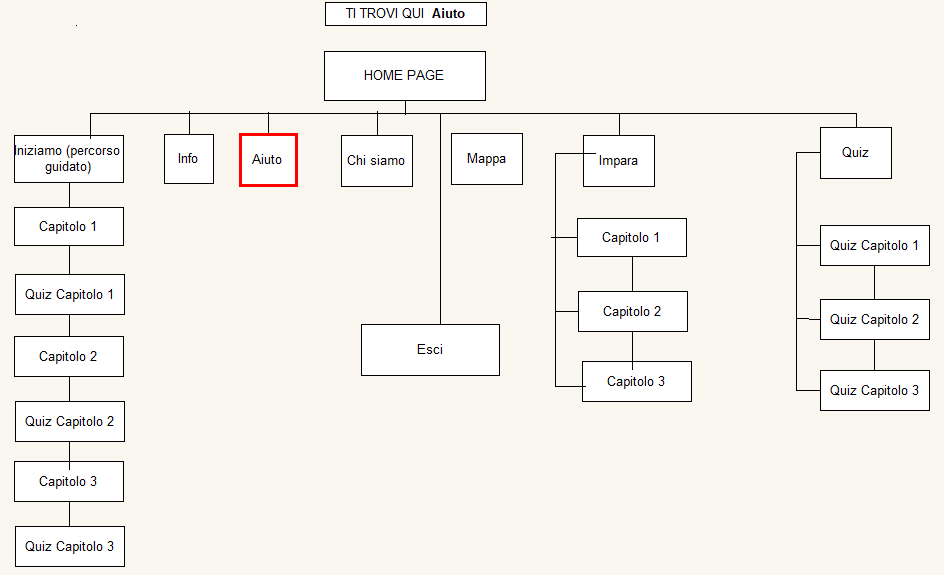 TI TROVI QUI Aiuto
HOME PAGE
Iniziamo (percorso
guidato)
Info
Aiuto
Chi siamo
Mappa
Impara
Quiz
Capitolo 1
Quiz Capitolo 1
Capitolo 2
Quiz Capitolo 2
Capitolo 3
Quiz Capitolo 3
Esci
Capitolo 1
Capitolo 2
Capitolo 3
Quiz Capitolo 1
Quiz Capitolo 2
Quiz Capitolo 3